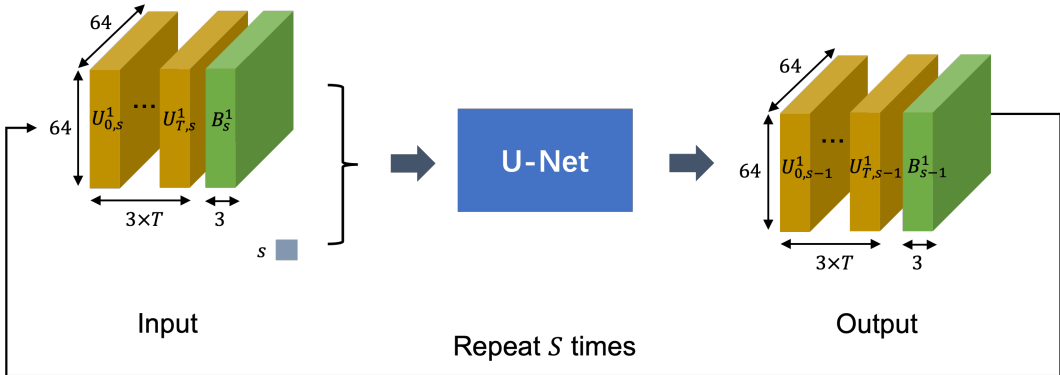 64
64
$U^1_{0,s}$ ... $U^1_{T,s}$ $B^1_s$
3×T 3
s
Input
U-Net
64
64
$U^1_{0,s-1}$ ... $U^1_{T,s-1}$ $B^1_{s-1}$
3×T 3
Output
Repeat S times